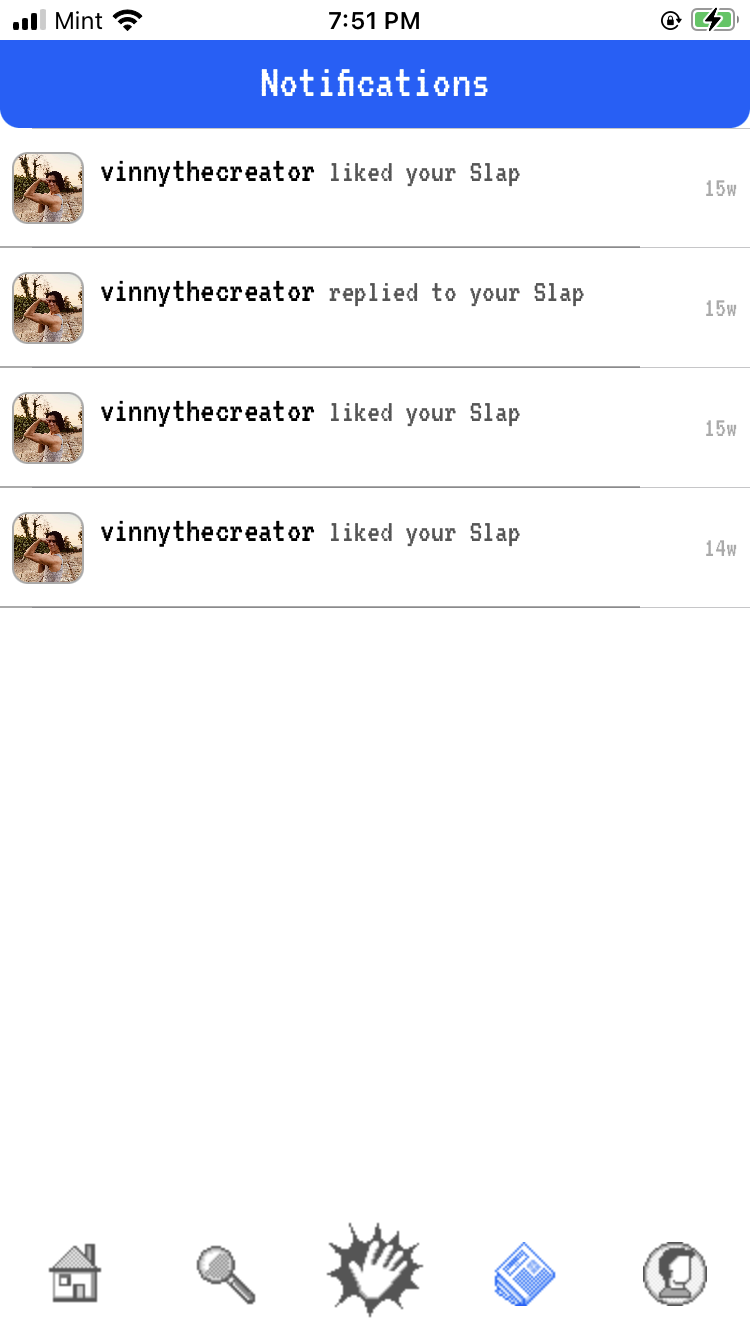 Mint 7:51 PM
Notifications
vinnythecreator liked your Slap
15w
vinnythecreator replied to your Slap
15w
vinnythecreator liked your Slap
15w
vinnythecreator liked your Slap
14w